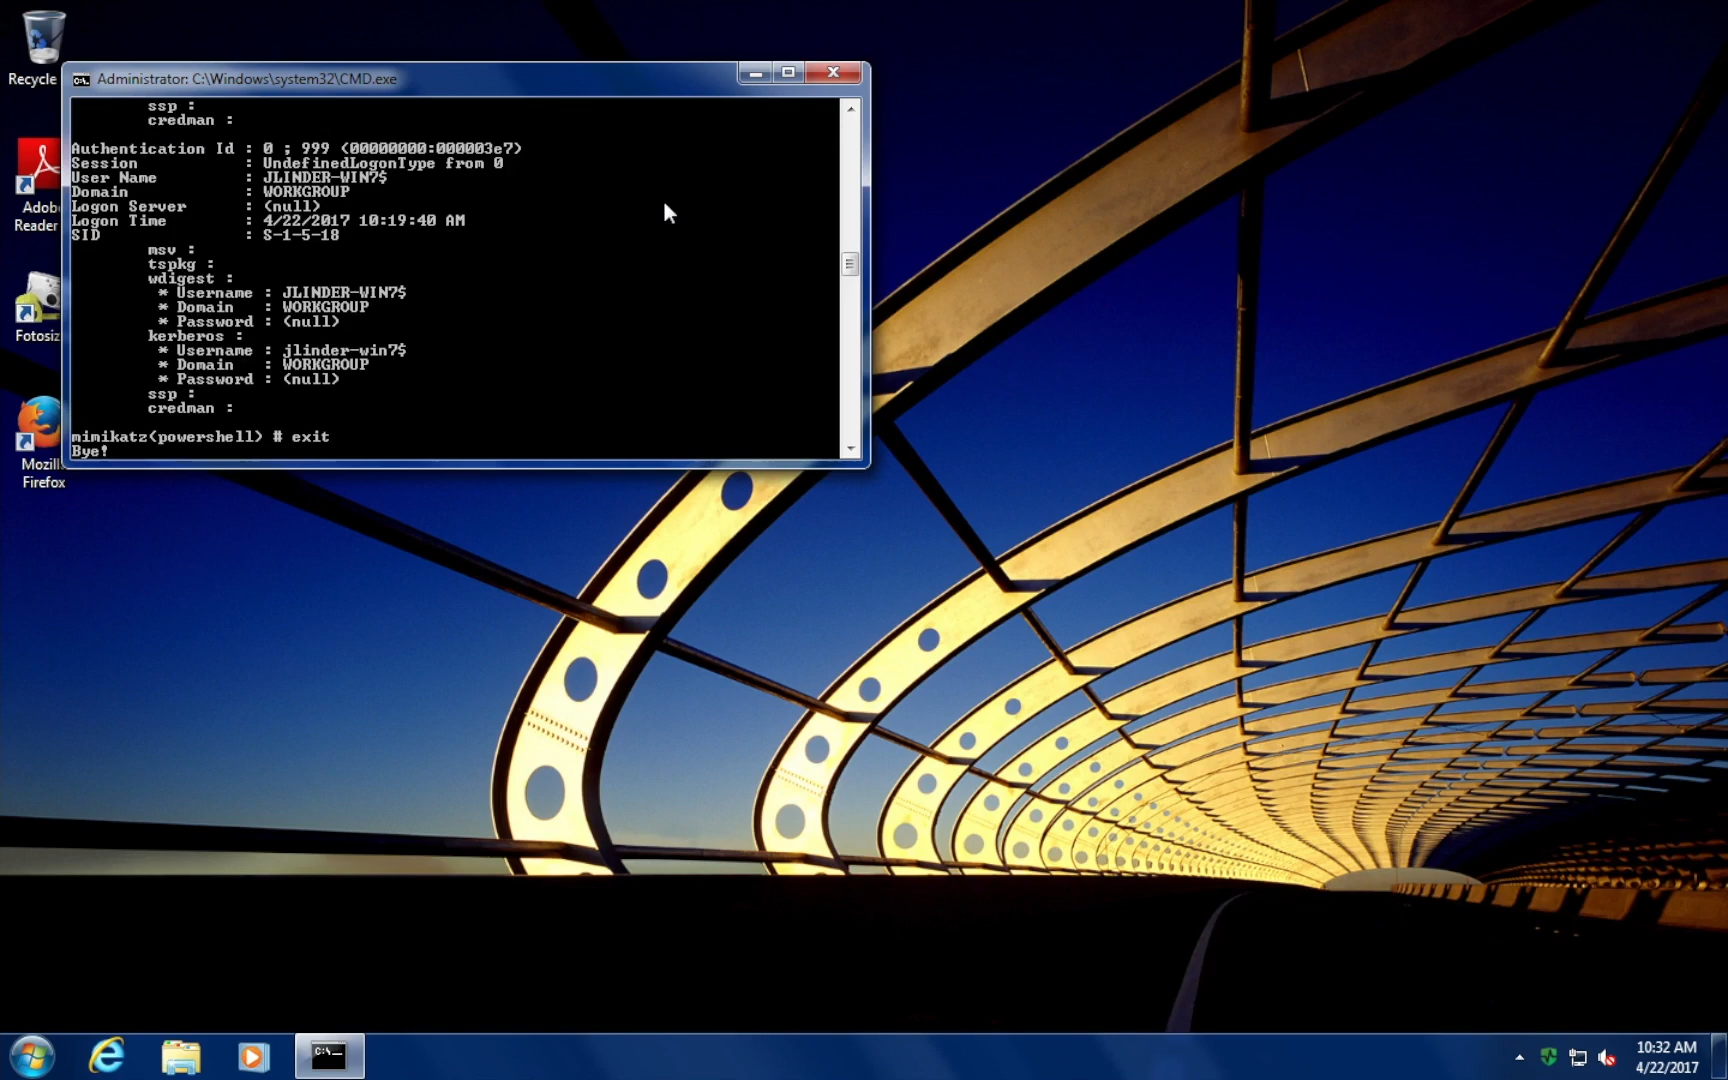 Recycle
Administrator: C:\Windows\system32\CMD.exe
ssp :
credman :
Authentication Id : 0 ; 999 (00000000:000003e7)
Session           : UndefinedLogonType from 0
User Name         : JLINDER-WIN7$
Domain            : WORKGROUP
Logon Server      : (null)
Logon Time        : 4/22/2017 10:19:40 AM
SID               : S-1-5-18
msv :
tspkg :
wdigest :
* Username : JLINDER-WIN7$
* Domain   : WORKGROUP
* Password : (null)
kerberos :
* Username : jlinder-win7$
* Domain   : WORKGROUP
* Password : (null)
ssp :
credman :
mimikatz(powershell) # exit
Bye!
Adob
Reader
Fotosiz
Mozill
Firefox
C:\_
10:32 AM
4/22/2017